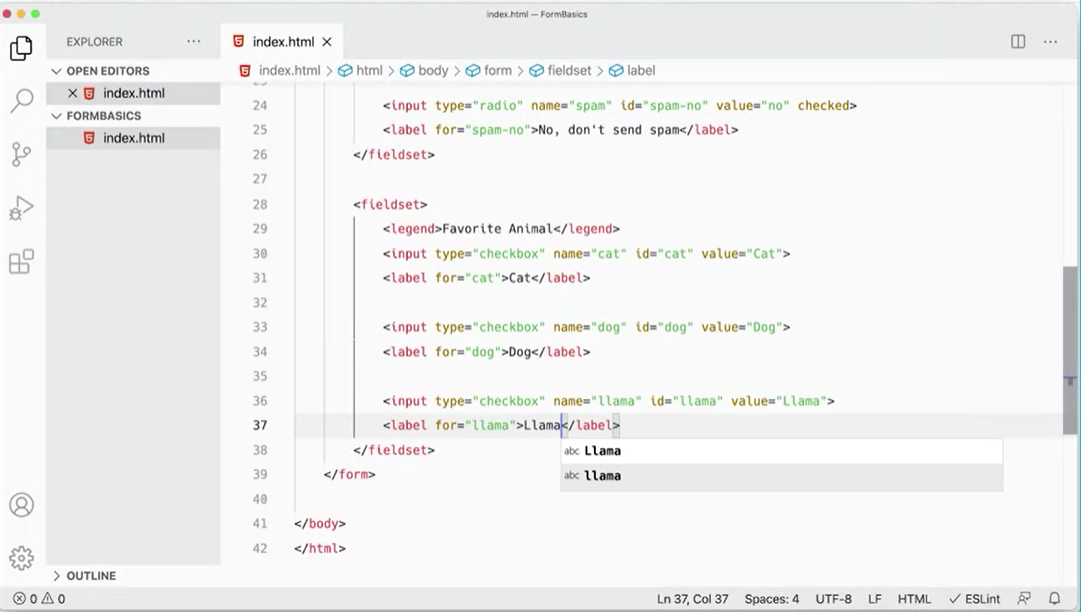 index.html — FormBasics
EXPLORER ...
index.html ×
...
OPEN EDITORS
index.html > html > body > form > fieldset > label
× index.html
FORMBASICS
index.html
24 <input type="radio" name="spam" id="spam-no" value="no" checked>
25 <label for="spam-no">No, don't send spam</label>
26 </fieldset>
27
28 <fieldset>
29 <legend>Favorite Animal</legend>
30 <input type="checkbox" name="cat" id="cat" value="Cat">
31 <label for="cat">Cat</label>
32
33 <input type="checkbox" name="dog" id="dog" value="Dog">
34 <label for="dog">Dog</label>
35
36 <input type="checkbox" name="llama" id="llama" value="Llama">
37 <label for="llama">Llama</label>
38 </fieldset>
abc Llama
39 </form>
abc llama
40
41 </body>
42 </html>
OUTLINE
0 0 Ln 37, Col 37 Spaces: 4 UTF-8 LF HTML ✓ ESLint